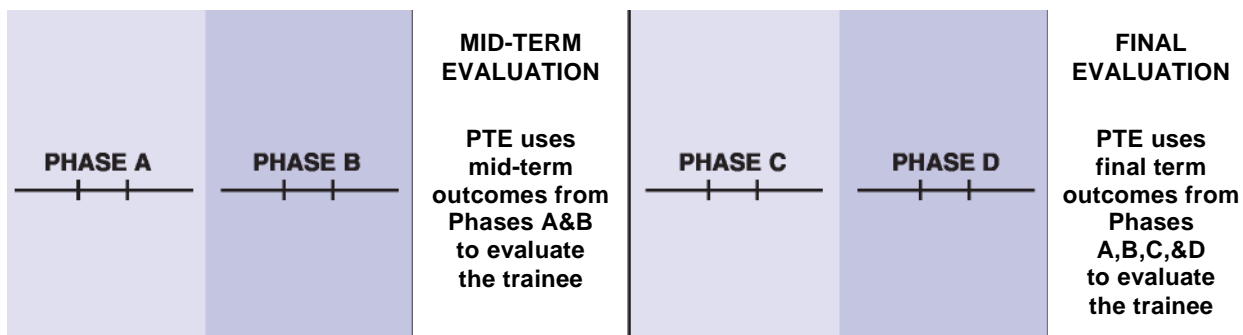 PHASE A
PHASE B
MID-TERM
EVALUATION
PTE uses
mid-term
outcomes from
Phases A&B
to evaluate
the trainee
PHASE C
PHASE D
FINAL
EVALUATION
PTE uses
final term
outcomes from
Phases
A,B,C,&D
to evaluate
the trainee